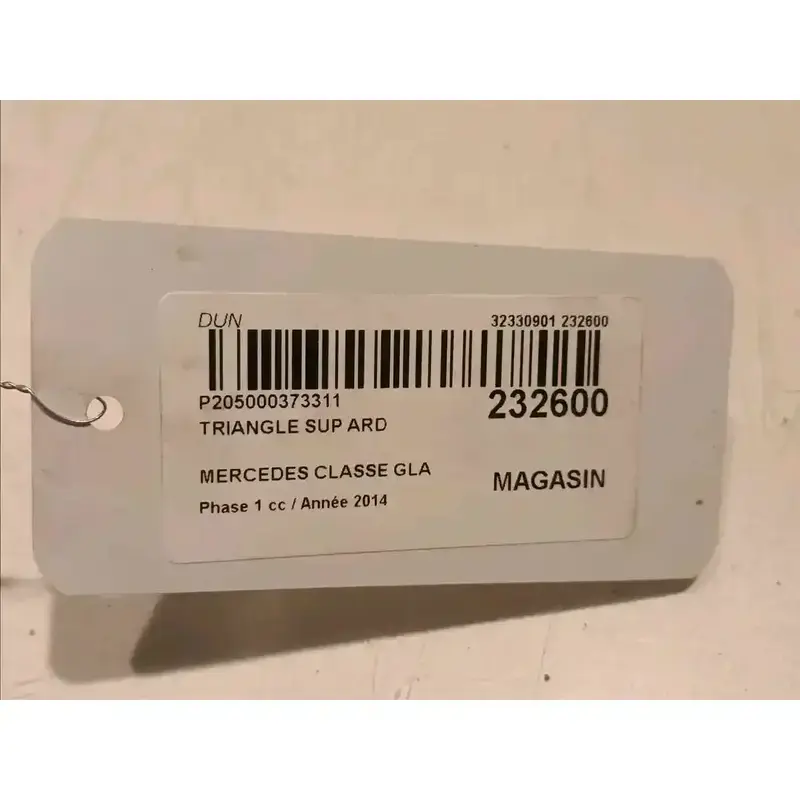 DUN 32330901 232600
P205000373311 232600
TRIANGLE SUP ARD
MERCEDES CLASSE GLA MAGASIN
Phase 1 cc / Année 2014